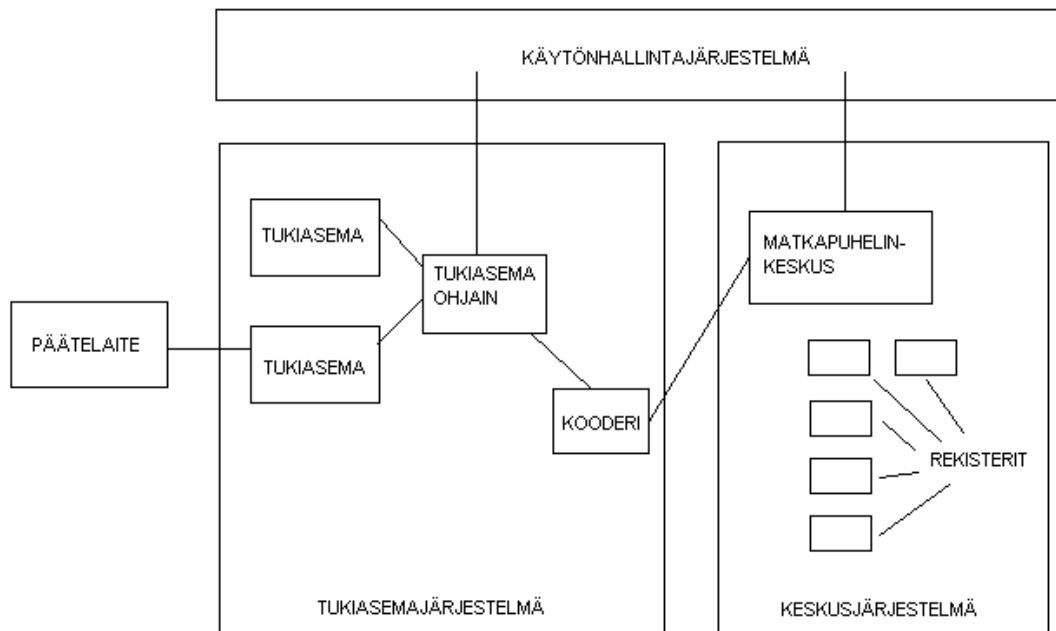 KÄYTÖNHALLINTAJÄRJESTELMÄ
TUKIASEMA
TUKIASEMA
OHJAIN
MATKAPUHELIN-
KESKUS
PÄÄTELAITE
TUKIASEMA
KOODERI
REKISTERIT
TUKIASEMAJÄRJESTELMÄ
KESKUSJÄRJESTELMÄ